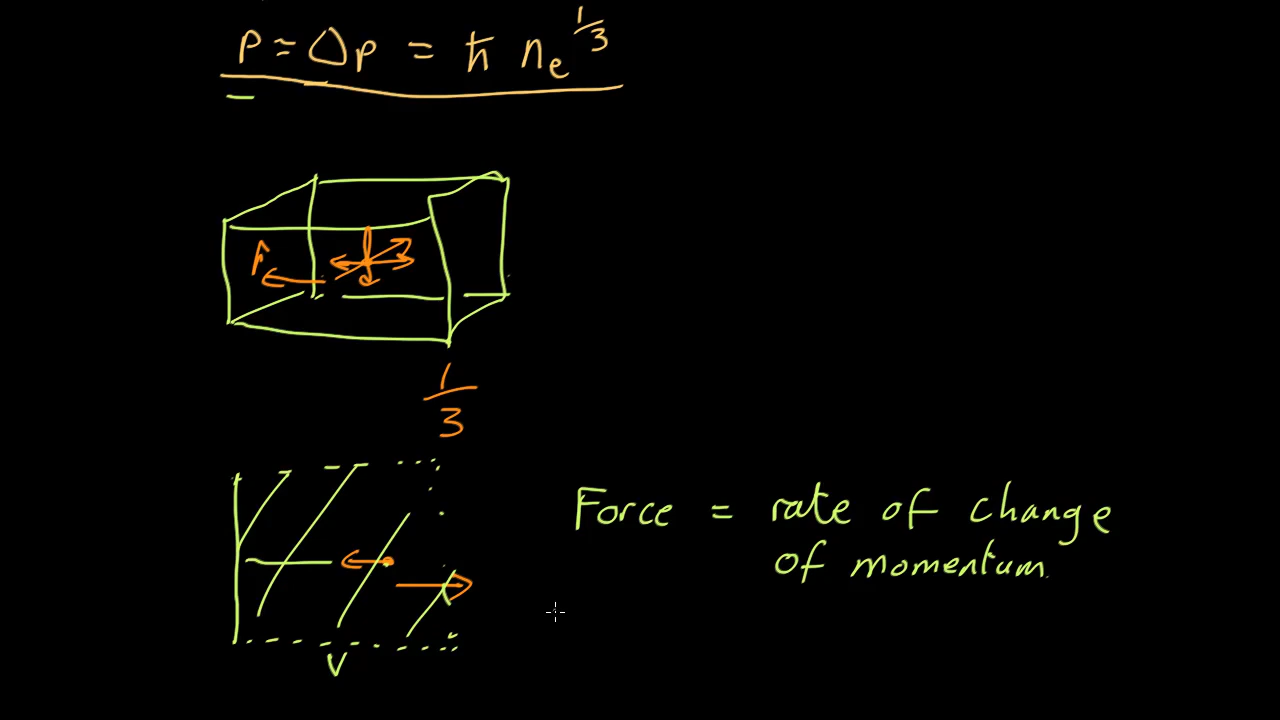 P = Δp = ℏ nₑ^1/3
F
1/3
Force = rate of change
of momentum
V